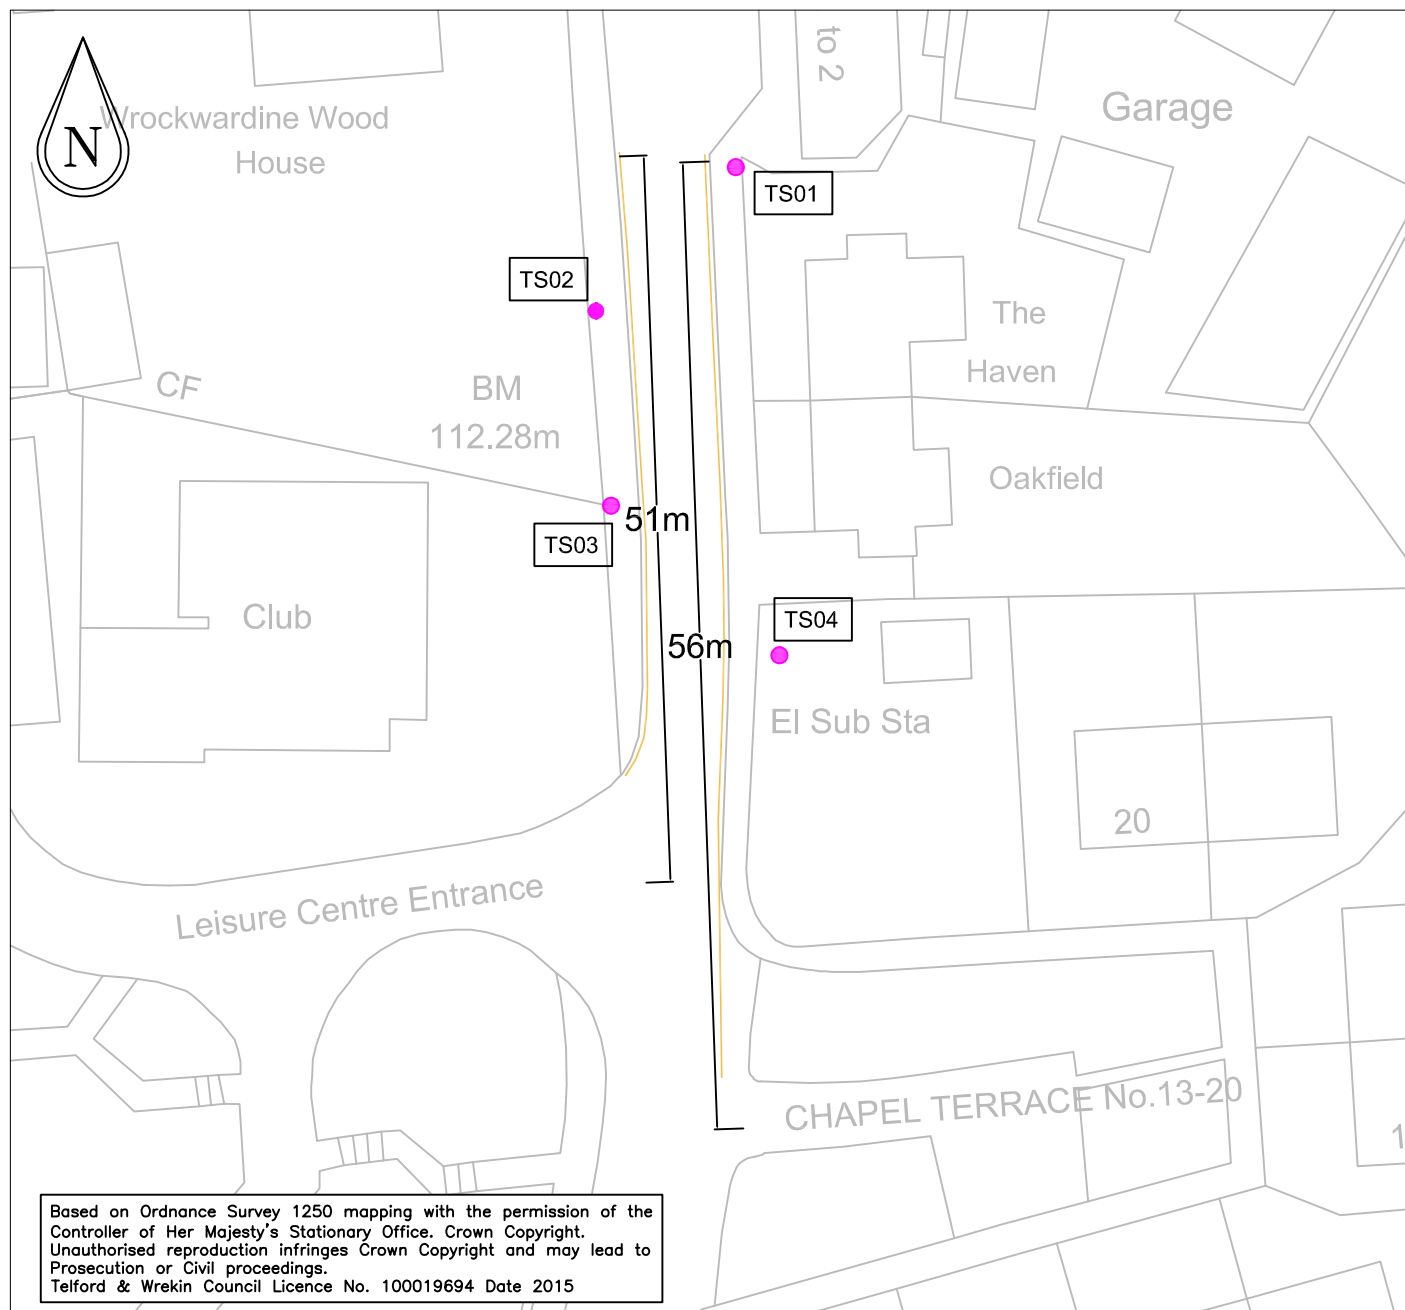 to 2
Garage
Wrockwardine Wood
House
N
TS01
TS02
The
Haven
CF
BM
112.28m
Oakfield
51m
TS03
Club
TS04
56m
El Sub Sta
20
Leisure Centre Entrance
CHAPEL TERRACE No.13-20
1
Based on Ordnance Survey 1250 mapping with the permission of the
Controller of Her Majesty's Stationary Office. Crown Copyright.
Unauthorised reproduction infringes Crown Copyright and may lead to
Prosecution or Civil proceedings.
Telford & Wrekin Council Licence No. 100019694 Date 2015